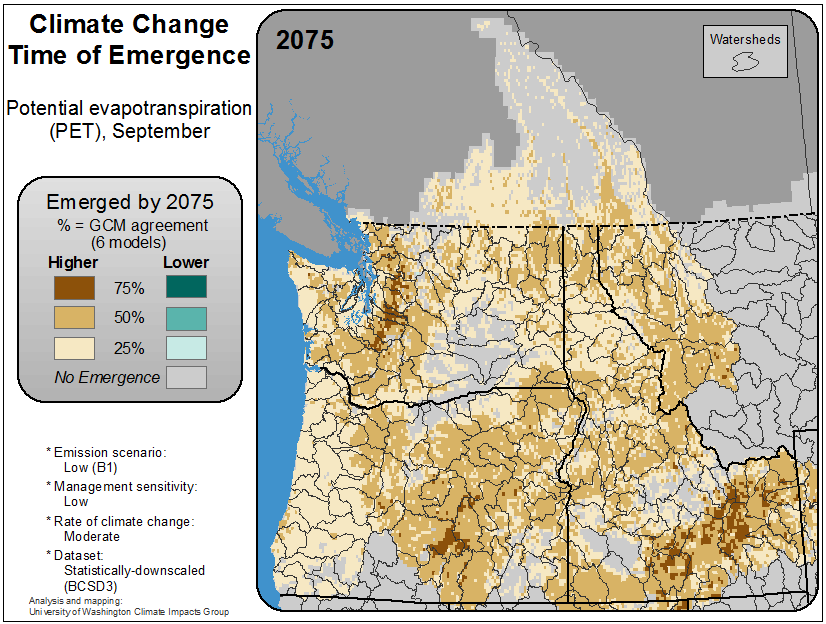 Climate Change
Time of Emergence
Potential evapotranspiration
(PET), September
Emerged by 2075
% = GCM agreement
(6 models)
Higher Lower
75%
50%
25%
No Emergence
* Emission scenario:
Low (B1)
* Management sensitivity:
Low
* Rate of climate change:
Moderate
* Dataset:
Statistically-downscaled
(BCSD3)
Analysis and mapping:
University of Washington Climate Impacts Group
2075
Watersheds